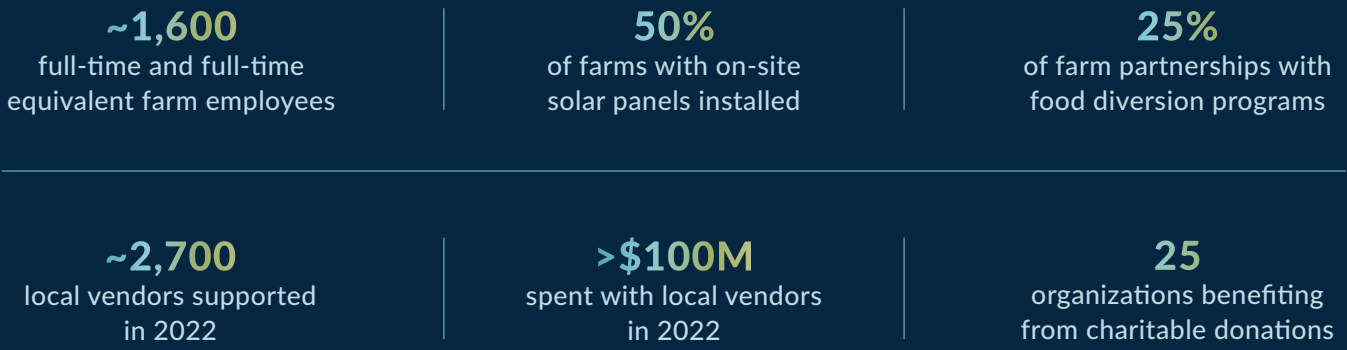 ~1,600
full-time and full-time
equivalent farm employees
50%
of farms with on-site
solar panels installed
25%
of farm partnerships with
food diversion programs
~2,700
local vendors supported
in 2022
>$100M
spent with local vendors
in 2022
25
organizations benefiting
from charitable donations